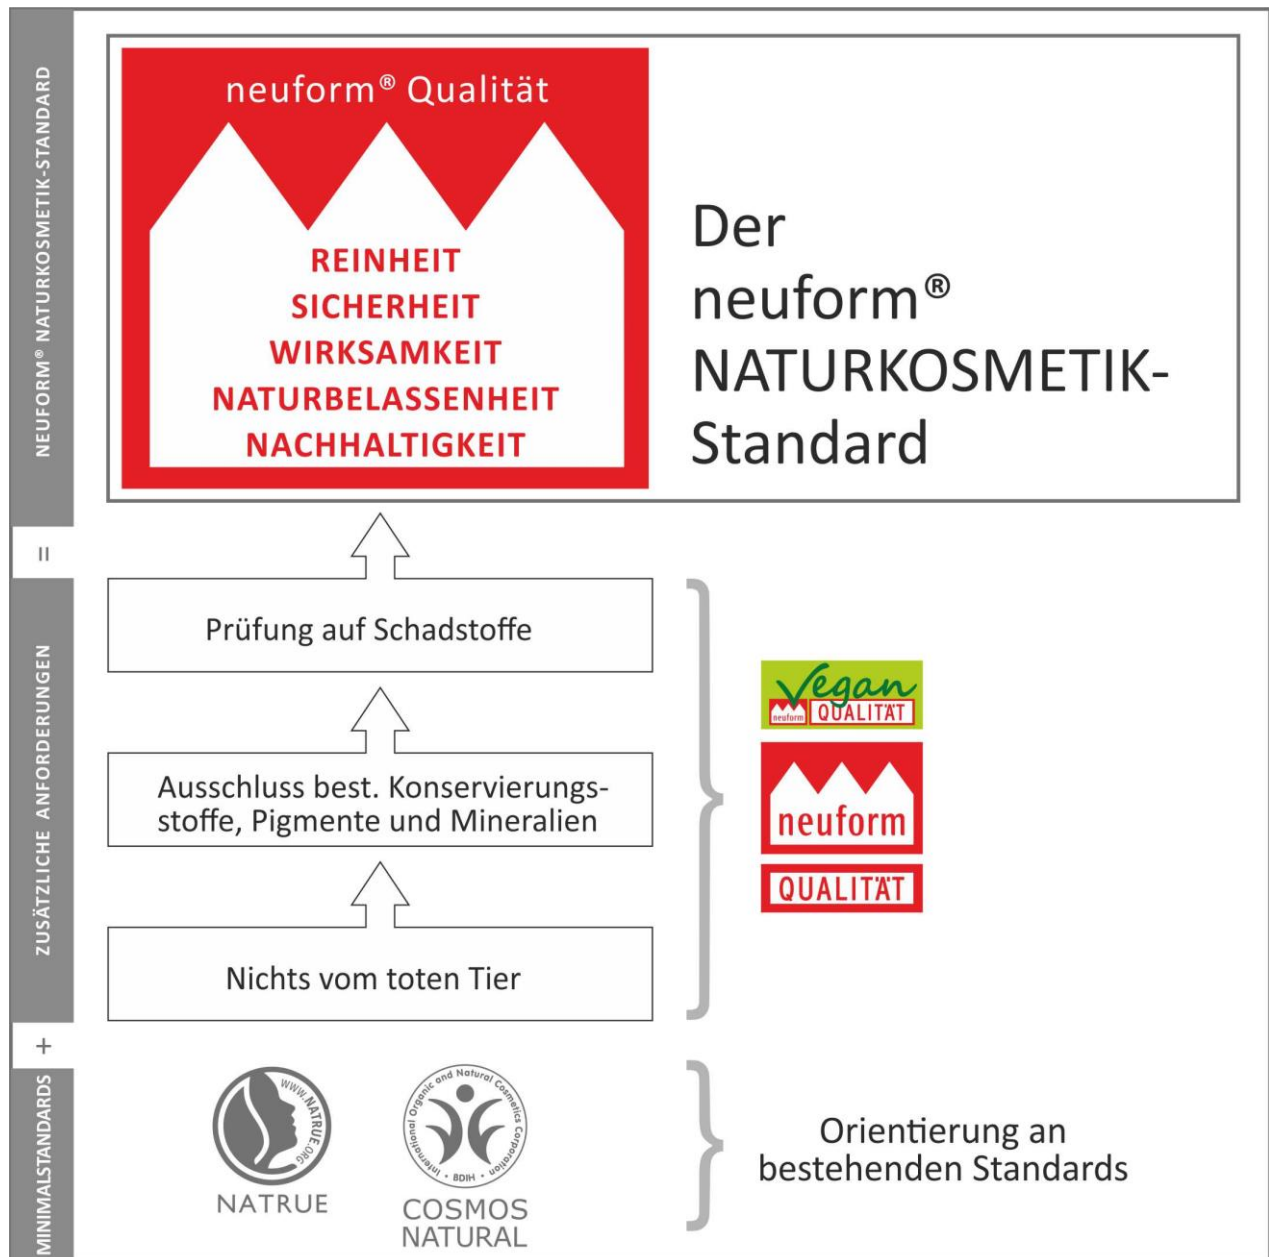 NEUFORM® NATURKOSMETIK-STANDARD
neuform® Qualität
REINHEIT
SICHERHEIT
WIRKSAMKEIT
NATURBELASSENHEIT
NACHHALTIGKEIT
Der
neuform®
NATURKOSMETIK-
Standard
=
ZUSÄTZLICHE ANFORDERUNGEN
Prüfung auf Schadstoffe
Ausschluss best. Konservierungs-
stoffe, Pigmente und Mineralien
Nichts vom toten Tier
Vegan
neuform QUALITÄT
neuform
QUALITÄT
+
MINIMALSTANDARDS
WWW.NATRUE.ORG
NATRUE
International Organic and Natural Cosmetics Corporation • BDIH •
COSMOS
NATURAL
Orientierung an
bestehenden Standards